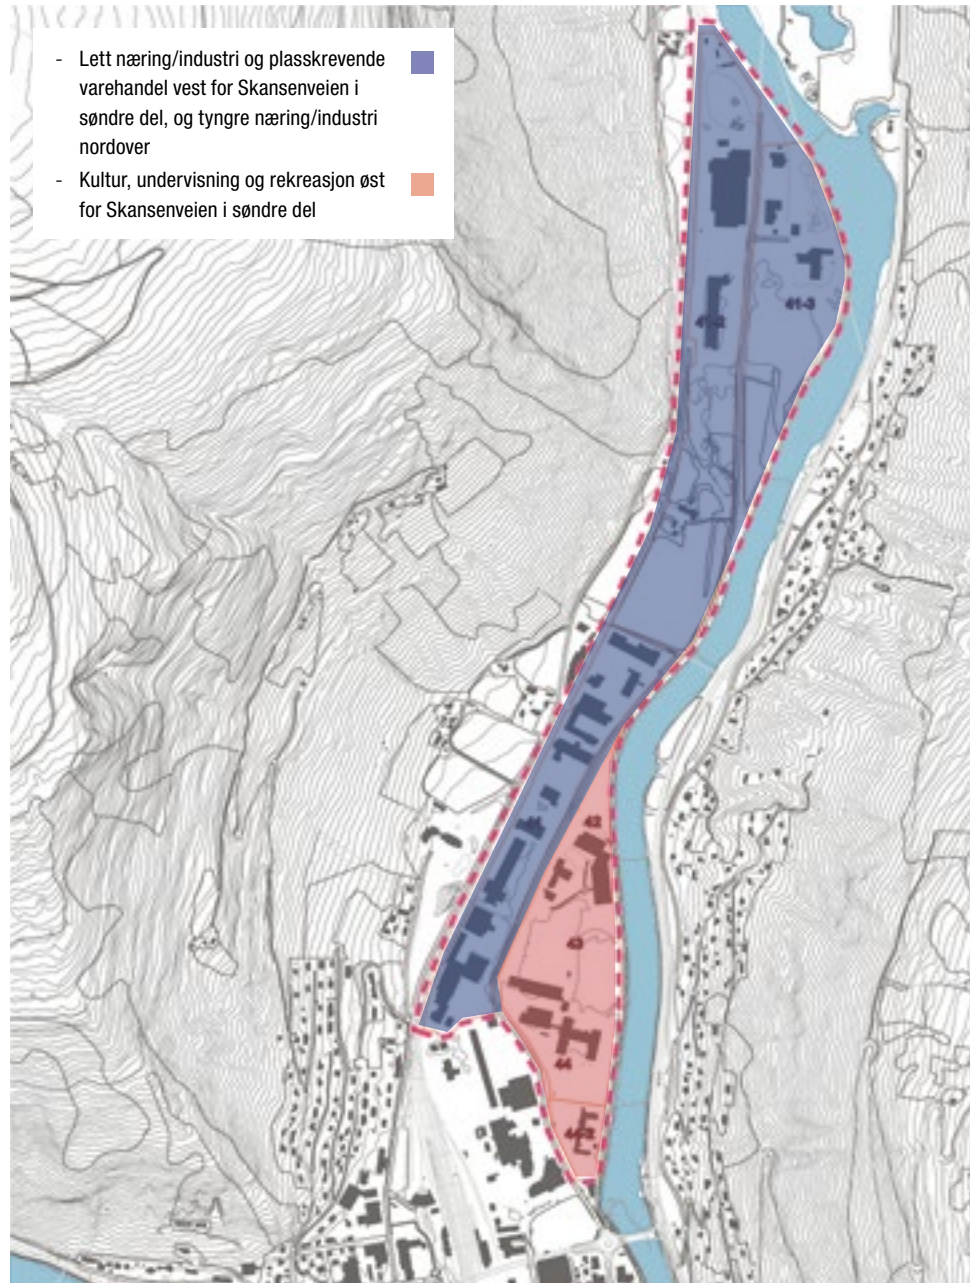 - Lett næring/industri og plasskrevende
varehandel vest for Skansenveien i
søndre del, og tyngre næring/industri
nordover
- Kultur, undervisning og rekreasjon øst
for Skansenveien i søndre del
41-3
42
43
44